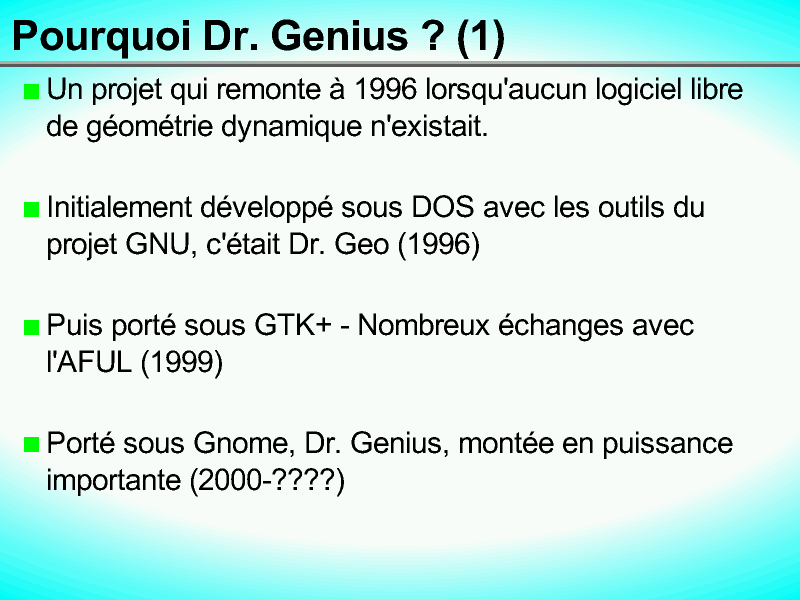 Pourquoi Dr. Genius ? (1)
Un projet qui remonte à 1996 lorsqu'aucun logiciel libre
de géométrie dynamique n'existait.
Initialement développé sous DOS avec les outils du
projet GNU, c'était Dr. Geo (1996)
Puis porté sous GTK+ - Nombreux échanges avec
l'AFUL (1999)
Porté sous Gnome, Dr. Genius, montée en puissance
importante (2000-????)